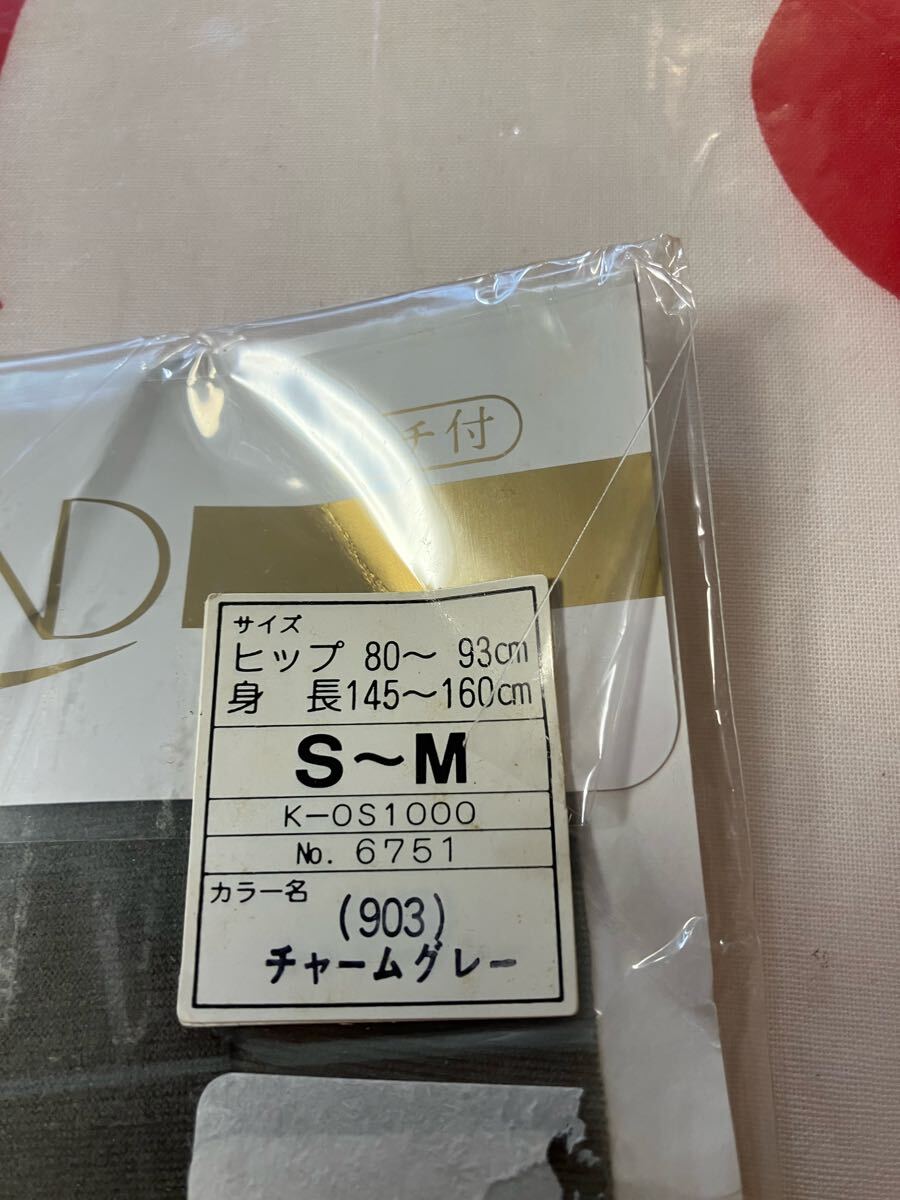 チ付
ND
サイズ
ヒップ 80〜 93cm
身 長145〜160cm
S〜M
K-OS1000
No. 6751
カラー名
(903)
チャームグレー